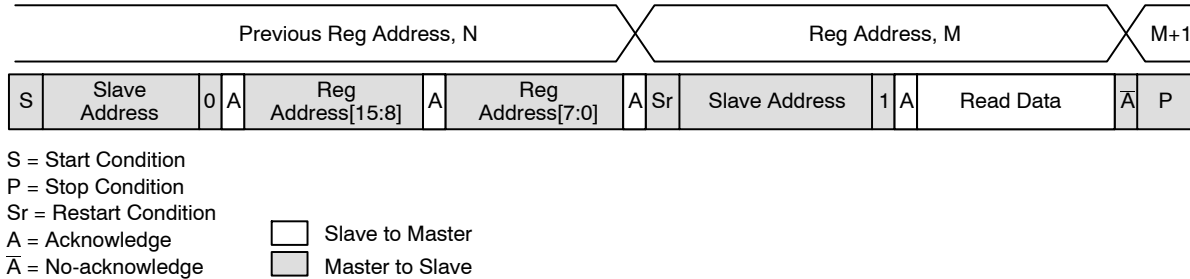 Previous Reg Address, N Reg Address, M M+1
S Slave Address 0 A Reg Address[15:8] A Reg Address[7:0] A Sr Slave Address 1 A Read Data A̅ P
S = Start Condition
P = Stop Condition
Sr = Restart Condition
A = Acknowledge
A̅ = No-acknowledge
Slave to Master
Master to Slave